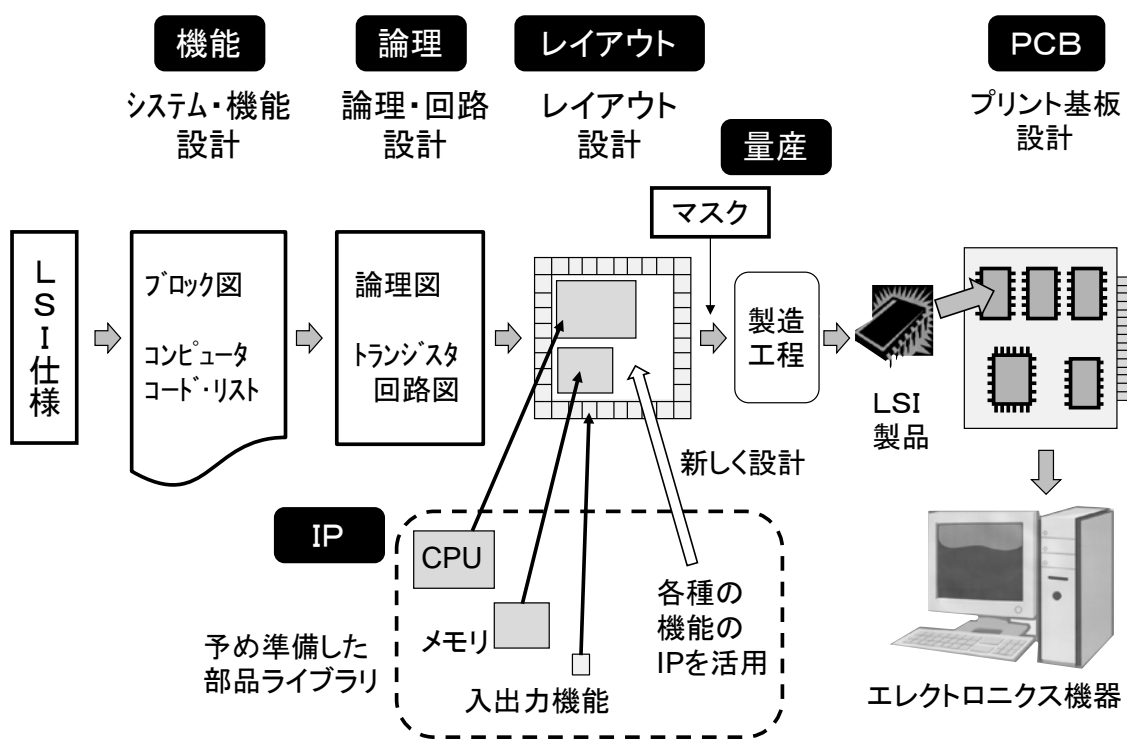 機能
論理
レイアウト
PCB
システム・機能
設計
論理・回路
設計
レイアウト
設計
プリント基板
設計
量産
マスク
LSI仕様
ブロック図
コンピュータ
コード・リスト
論理図
トランジスタ
回路図
製造
工程
LSI
製品
新しく設計
IP
CPU
メモリ
入出力機能
各種の
機能の
IPを活用
予め準備した
部品ライブラリ
エレクトロニクス機器